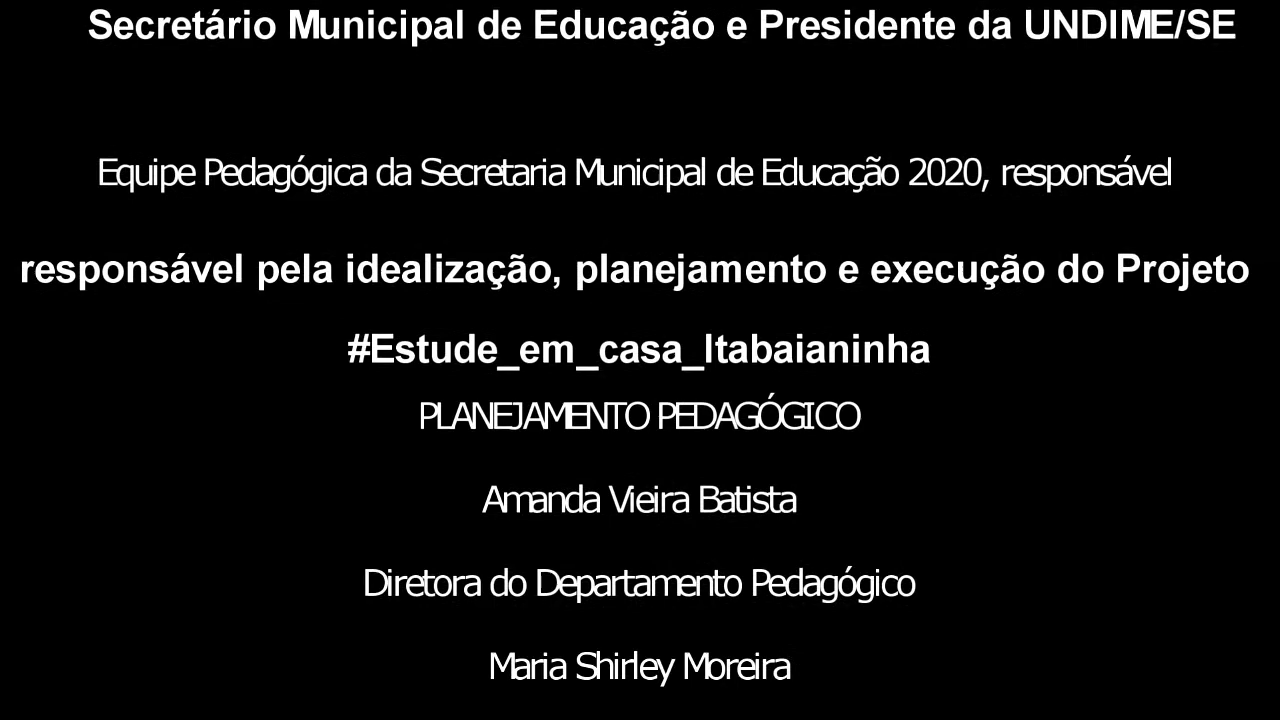 Secretário Municipal de Educação e Presidente da UNDIME/SE
Equipe Pedagógica da Secretaria Municipal de Educação 2020, responsável
responsável pela idealização, planejamento e execução do Projeto
#Estude_em_casa_Itabaianinha
PLANEJAMENTO PEDAGÓGICO
Amanda Vieira Batista
Diretora do Departamento Pedagógico
Maria Shirley Moreira